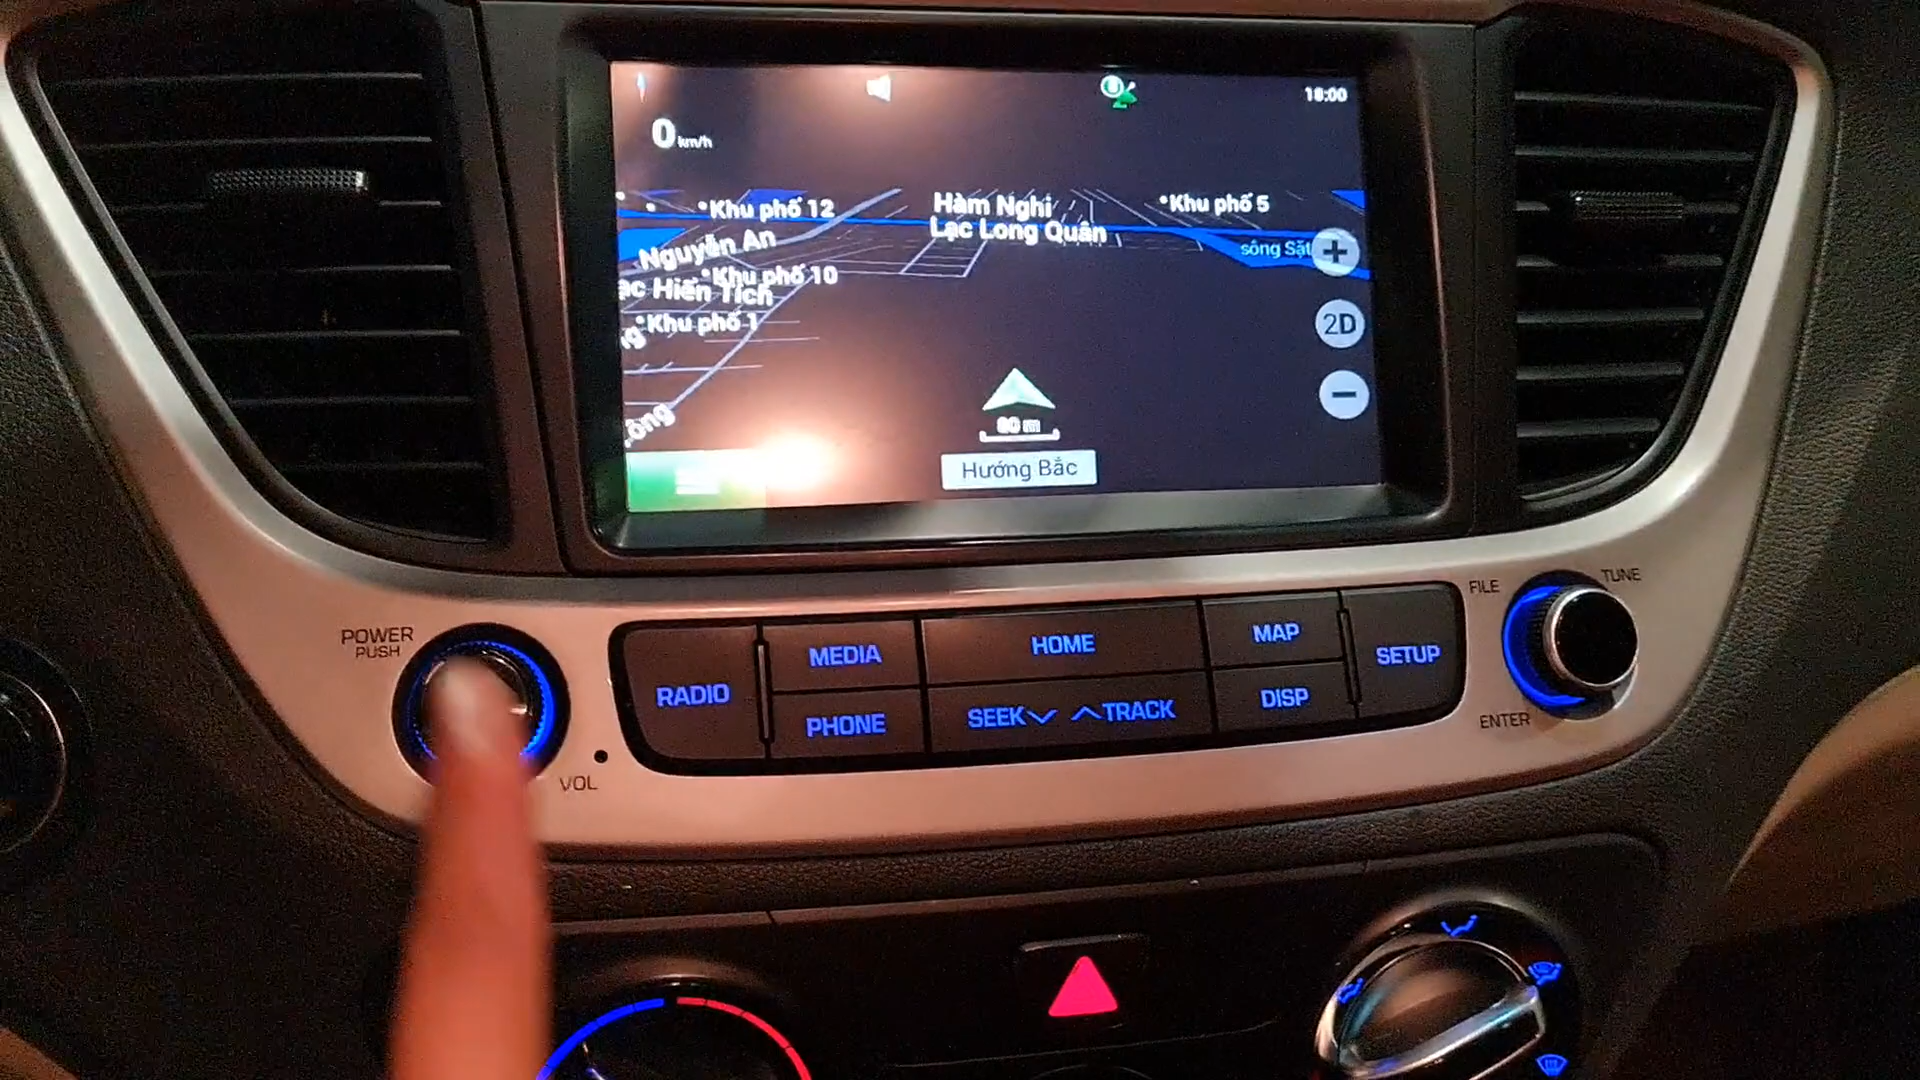 18:00
0 km/h
Khu phố 12
Hàm Nghi
Khu phố 5
Lạc Long Quân
Nguyễn An
sông Sặt
+
Khu phố 10
ạc Hiền Tích
Khu phố 1
2D
80 m
Hướng Bắc
POWER
PUSH
VOL
RADIO
MEDIA
PHONE
HOME
SEEK TRACK
MAP
DISP
SETUP
FILE
TUNE
ENTER